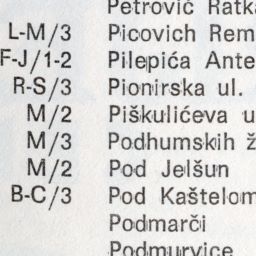 Petrović Ratka
L-M/3 Picovich Rem
F-J/1-2 Pilepića Ante
R-S/3 Pionirska ul.
M/2 Piškulićeva u
M/3 Podhumskih ž
M/2 Pod Jelšun
B-C/3 Pod Kaštelom
Podmarči
Podmurvice